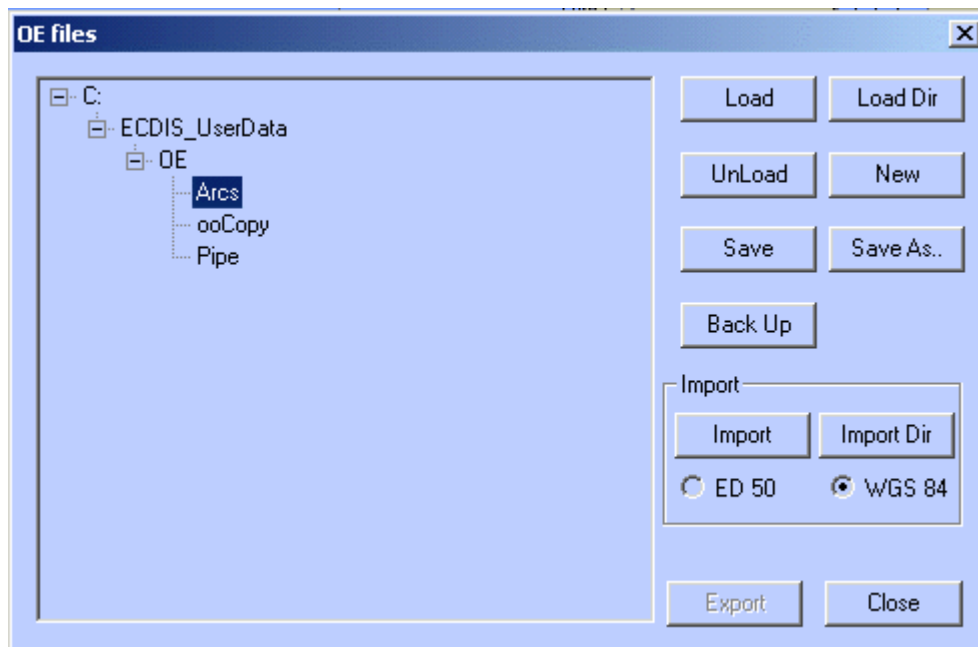 OE files
C:
ECDIS_UserData
OE
Arcs
ooCopy
Pipe
Load
Load Dir
UnLoad
New
Save
Save As..
Back Up
Import
Import
Import Dir
ED 50
WGS 84
Export
Close